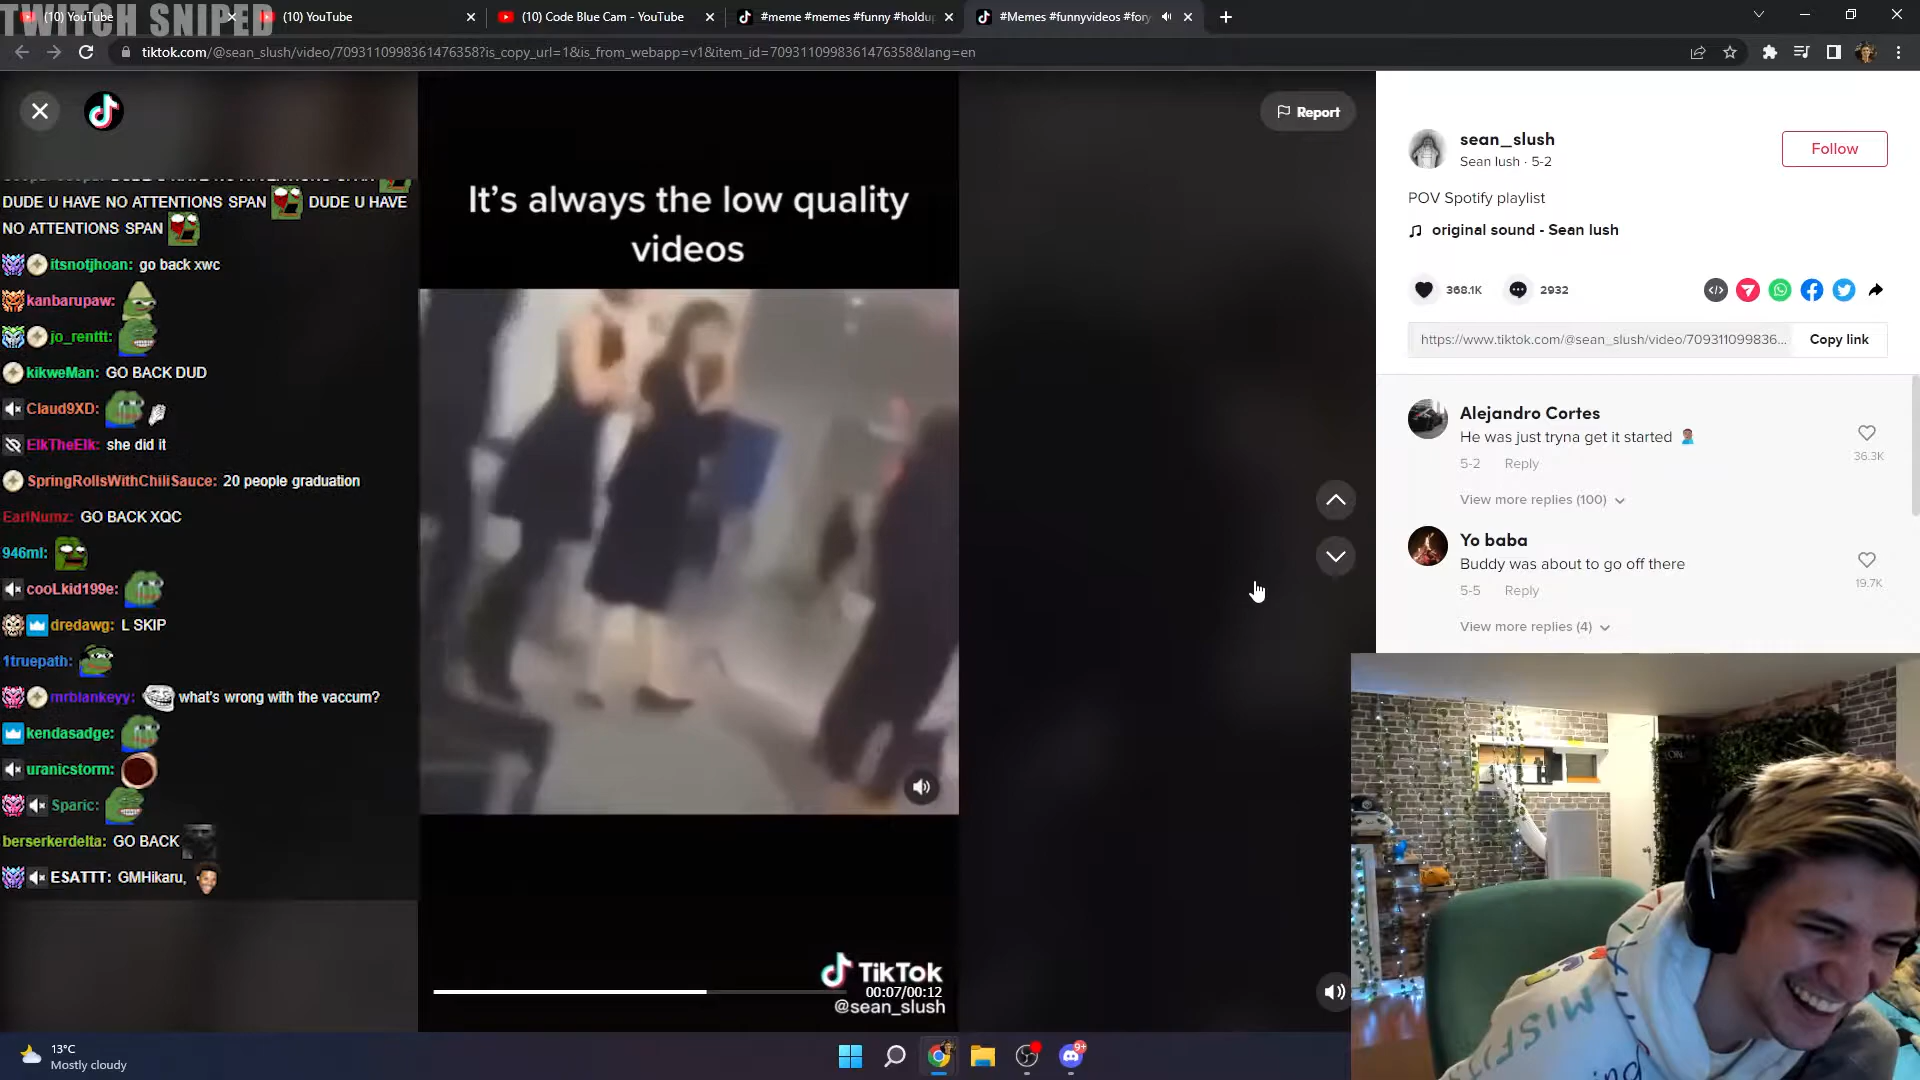 TWITCH SNIPED
(10) YouTube
(10) YouTube
(10) Code Blue Cam - YouTube
#meme #memes #funny #holdup
#Memes #funnyvideos #fory
tiktok.com/@sean_slush/video/7093110998361476358?is_copy_url=1&is_from_webapp=v1&item_id=7093110998361476358&lang=en
DUDE U HAVE NO ATTENTIONS SPAN DUDE U HAVE
NO ATTENTIONS SPAN
itsnotjhoan: go back xwc
kanbarupaw:
jo_renttt:
kikweMan: GO BACK DUD
Claud9XD:
ElkTheElk: she did it
SpringRollsWithChiliSauce: 20 people graduation
EarlNumz: GO BACK XQC
946ml:
cooLkid199e:
dredawg: L SKIP
1truepath:
mrblankeyy: what's wrong with the vaccum?
kendasadge:
uranicstorm:
Sparic:
berserkerdelta: GO BACK
ESATTT: GMHikaru,
It's always the low quality
videos
TikTok
00:07/00:12
@sean_slush
Report
sean_slush
Sean lush · 5-2
Follow
POV Spotify playlist
original sound - Sean lush
368.1K
2932
https://www.tiktok.com/@sean_slush/video/709311099836...
Copy link
Alejandro Cortes
He was just tryna get it started
5-2 Reply
36.3K
View more replies (100)
Yo baba
Buddy was about to go off there
5-5 Reply
19.7K
View more replies (4)
13°C
Mostly cloudy
9+